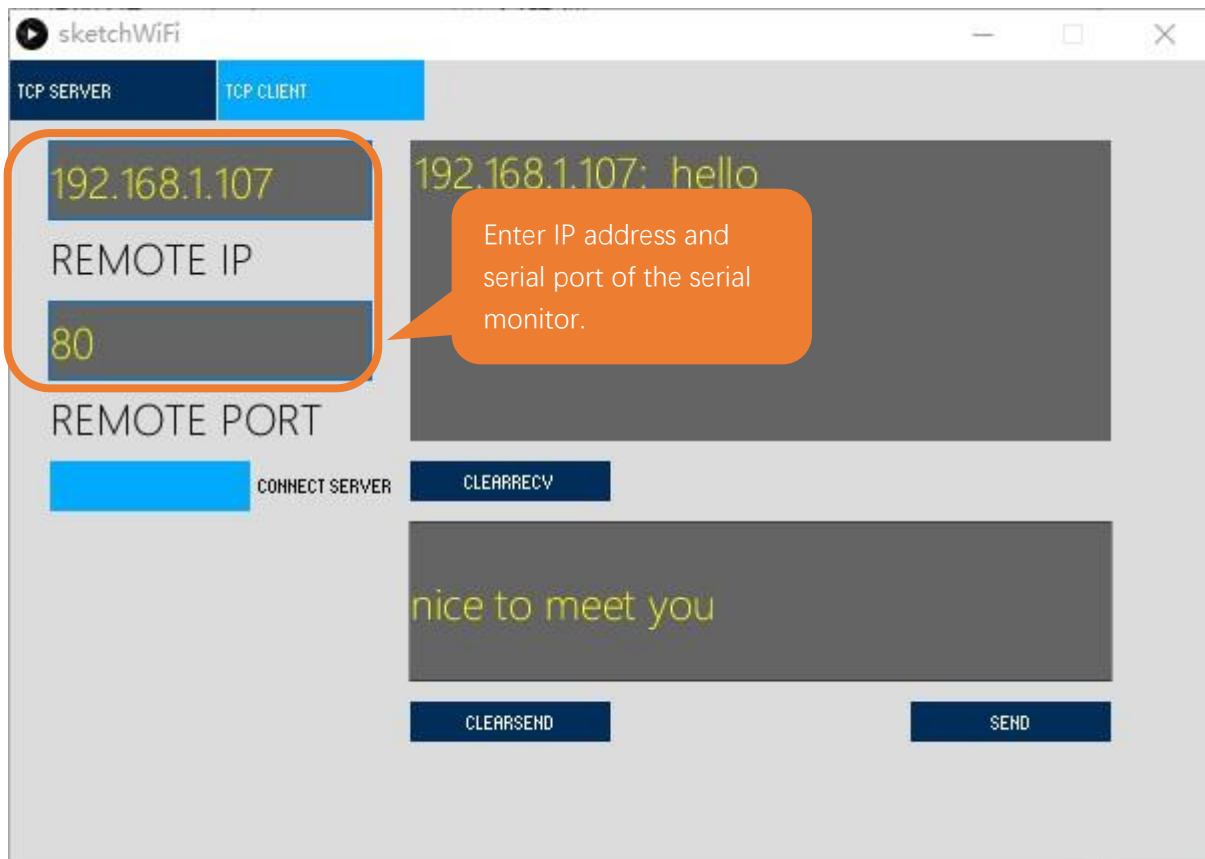 sketchWiFi
TCP SERVER
TCP CLIENT
192.168.1.107
REMOTE IP
80
REMOTE PORT
CONNECT SERVER
192.168.1.107: hello
Enter IP address and
serial port of the serial
monitor.
CLEARRECV
nice to meet you
CLEARSEND
SEND